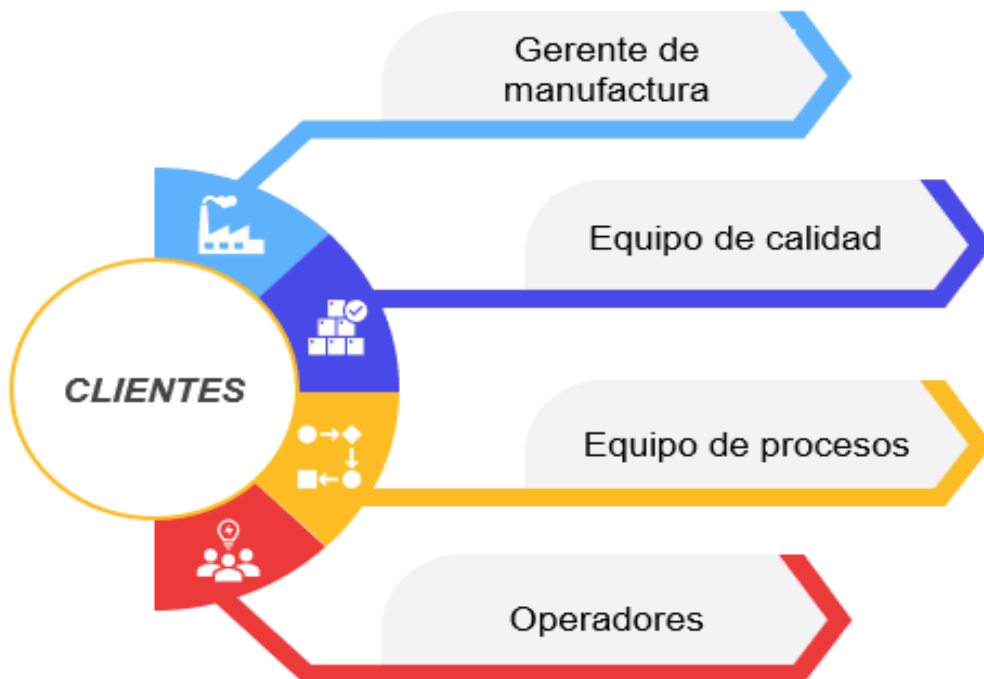 Gerente de
manufactura
Equipo de calidad
CLIENTES
Equipo de procesos
Operadores